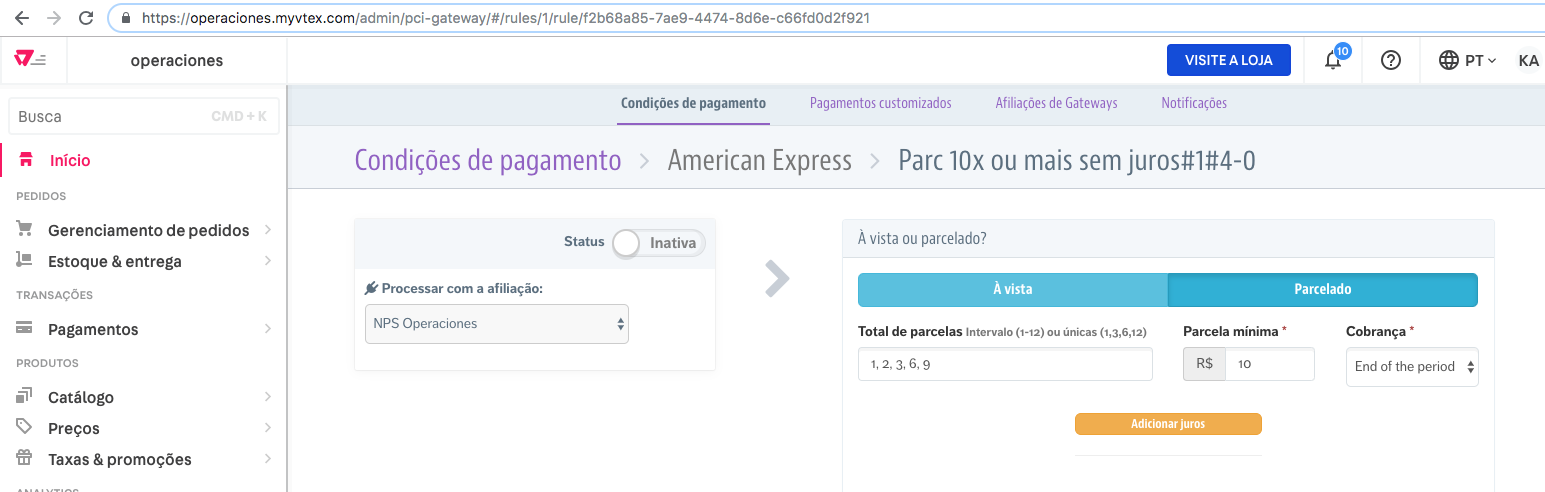 https://operaciones.myvtex.com/admin/pci-gateway/#/rules/1/rule/f2b68a85-7ae9-4474-8d6e-c66fd0d2f921
operaciones
VISITE A LOJA
10
PT
KA
Busca CMD + K
Início
PEDIDOS
Gerenciamento de pedidos
Estoque & entrega
TRANSAÇÕES
Pagamentos
PRODUTOS
Catálogo
Preços
Taxas & promoções
ANALYTICS
Condições de pagamento Pagamentos customizados Afiliações de Gateways Notificações
Condições de pagamento > American Express > Parc 10x ou mais sem juros#1#4-0
Status Inativa
Processar com a afiliação:
NPS Operaciones
À vista ou parcelado?
À vista Parcelado
Total de parcelas Intervalo (1-12) ou únicas (1,3,6,12) Parcela mínima * Cobrança *
1, 2, 3, 6, 9 R$ 10 End of the period
Adicionar juros